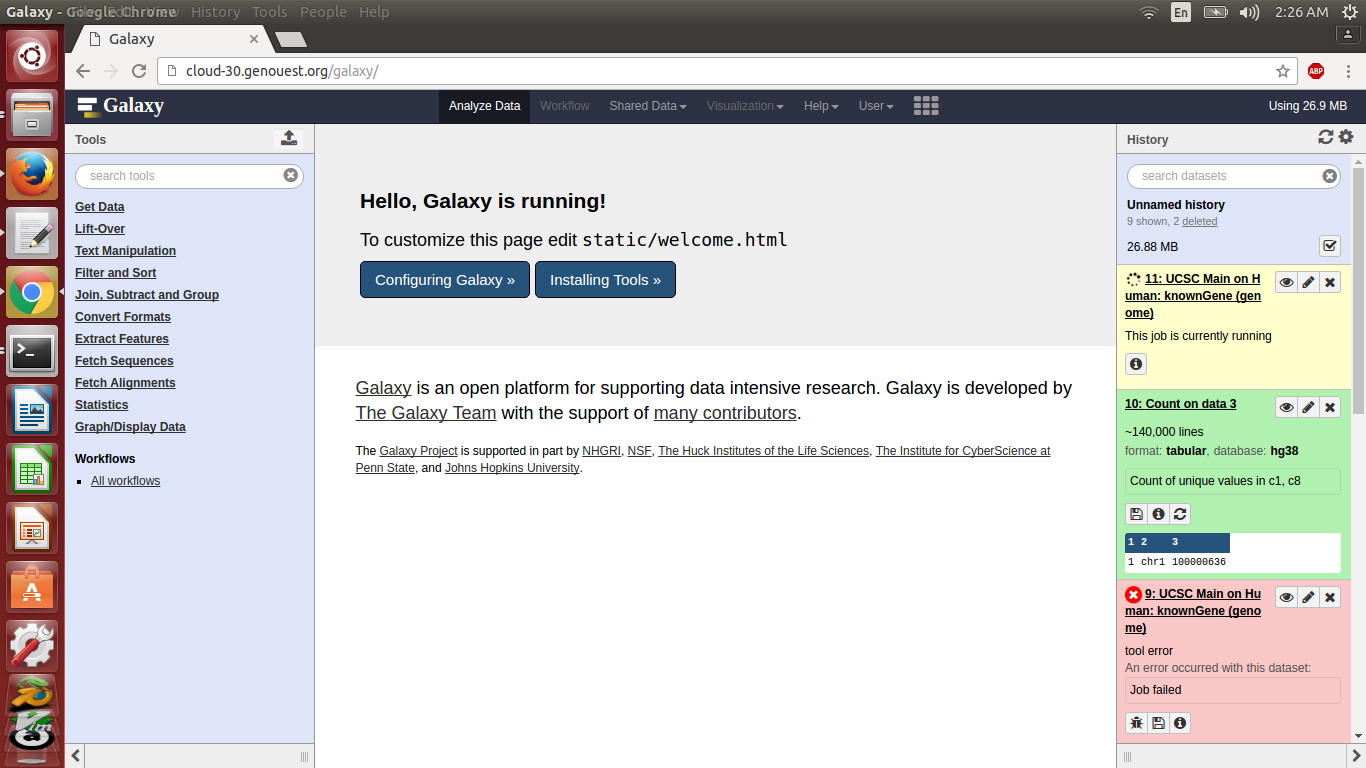 Galaxy - Google Chrome
File Edit View History Tools People Help
En
2:26 AM
Galaxy
cloud-30.genouest.org/galaxy/
ABP
Galaxy
Analyze Data
Workflow
Shared Data
Visualization
Help
User
Using 26.9 MB
Tools
search tools
Get Data
Lift-Over
Text Manipulation
Filter and Sort
Join, Subtract and Group
Convert Formats
Extract Features
Fetch Sequences
Fetch Alignments
Statistics
Graph/Display Data
Workflows
All workflows
Hello, Galaxy is running!
To customize this page edit static/welcome.html
Configuring Galaxy »
Installing Tools »
Galaxy is an open platform for supporting data intensive research. Galaxy is developed by
The Galaxy Team with the support of many contributors.
The Galaxy Project is supported in part by NHGRI, NSF, The Huck Institutes of the Life Sciences, The Institute for CyberScience at
Penn State, and Johns Hopkins University.
History
search datasets
Unnamed history
9 shown, 2 deleted
26.88 MB
11: UCSC Main on H
uman: knownGene (gen
ome)
This job is currently running
10: Count on data 3
~140,000 lines
format: tabular, database: hg38
Count of unique values in c1, c8
1 2 3
1 chr1 100000636
9: UCSC Main on Hu
man: knownGene (geno
me)
tool error
An error occurred with this dataset:
Job failed